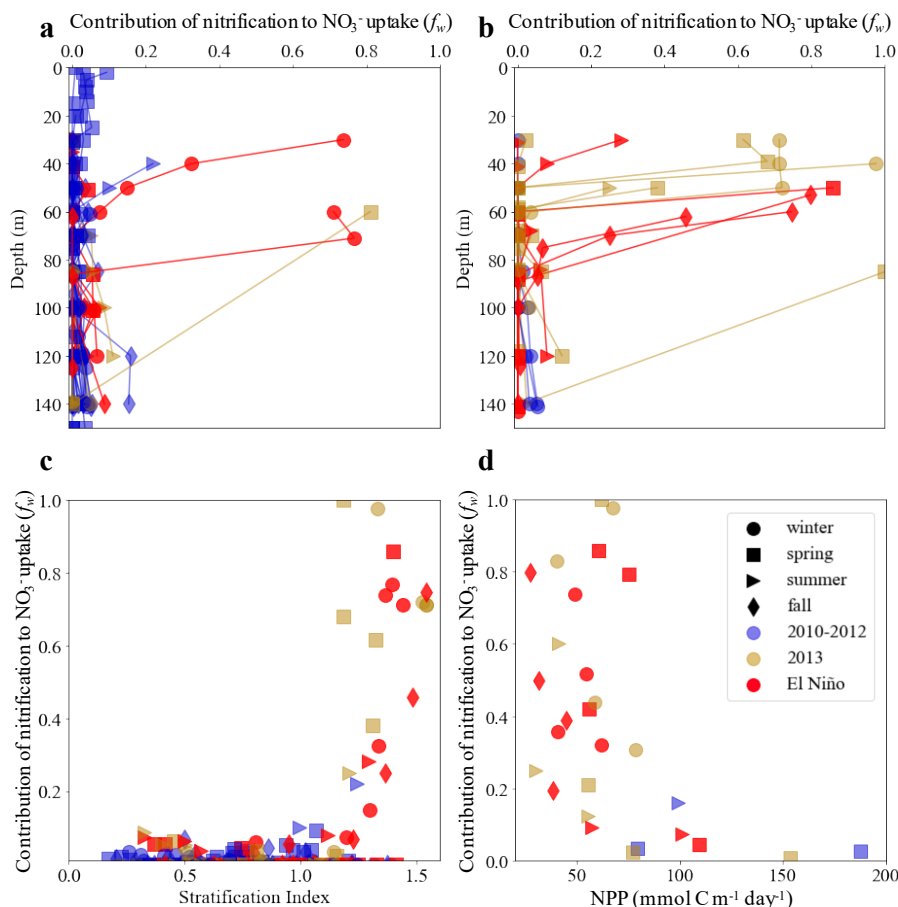 Contribution of nitrification to NO₃⁻ uptake (f_w)
a
0.0 0.2 0.4 0.6 0.8 1.0
0
20
40
60
80
100
120
140
Depth (m)
Contribution of nitrification to NO₃⁻ uptake (f_w)
b
0.0 0.2 0.4 0.6 0.8 1.0
0
20
40
60
80
100
120
140
Depth (m)
c
Contribution of nitrification to NO₃⁻ uptake (f_w)
1.0
0.8
0.6
0.4
0.2
0.0
0.0 0.5 1.0 1.5
Stratification Index
d
Contribution of nitrification to NO₃⁻ uptake (f_w)
1.0
0.8
0.6
0.4
0.2
0.0
winter
spring
summer
fall
2010-2012
2013
El Niño
50 100 150 200
NPP (mmol C m⁻¹ day⁻¹)